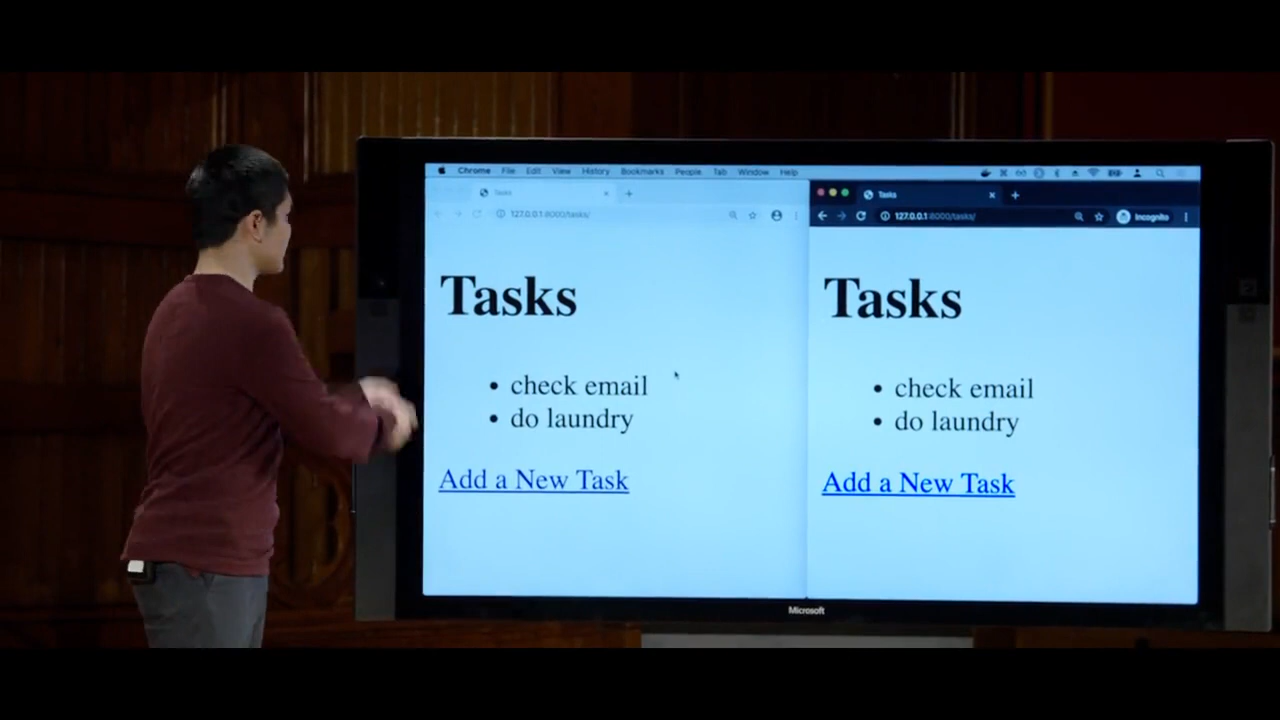 Chrome File Edit View History Bookmarks People Tab Window Help
Tasks
127.0.0.1:8000/tasks/
Tasks
check email
do laundry
Add a New Task
Tasks
127.0.0.1:8000/tasks/
Incognito
Tasks
check email
do laundry
Add a New Task
Microsoft